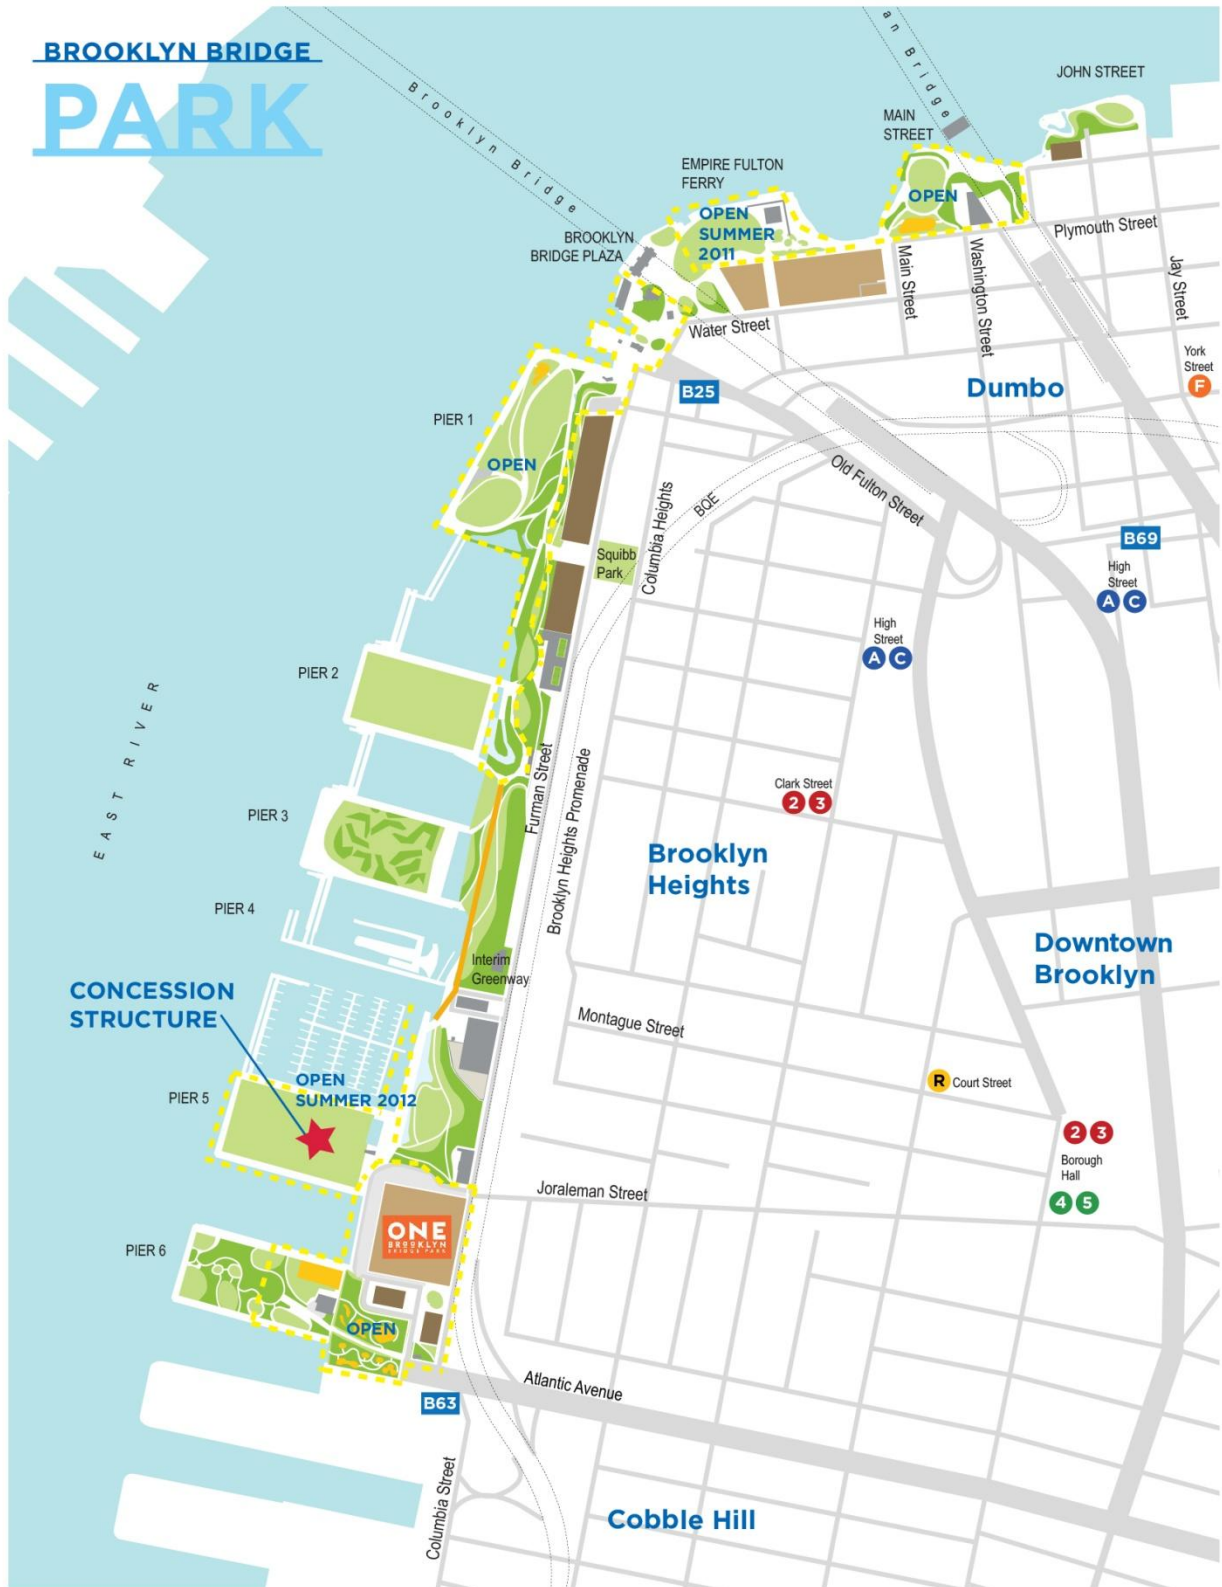 BROOKLYN BRIDGE
PARK
Brooklyn Bridge
an Bridge
JOHN STREET
MAIN
STREET
EMPIRE FULTON
FERRY
OPEN
SUMMER
2011
OPEN
BROOKLYN
BRIDGE PLAZA
Plymouth Street
Main Street
Washington Street
Jay Street
Water Street
York
Street
F
Dumbo
B25
PIER 1
OPEN
Old Fulton Street
BQE
Columbia Heights
Squibb
Park
B69
High
Street
A C
High
Street
A C
PIER 2
EAST RIVER
Furman Street
Brooklyn Heights Promenade
Clark Street
2 3
PIER 3
Brooklyn
Heights
PIER 4
Downtown
Brooklyn
Interim
Greenway
CONCESSION
STRUCTURE
Montague Street
OPEN
SUMMER 2012
PIER 5
R Court Street
2 3
Borough
Hall
4 5
Joraleman Street
ONE
BROOKLYN
BRIDGE PARK
PIER 6
OPEN
Atlantic Avenue
B63
Columbia Street
Cobble Hill